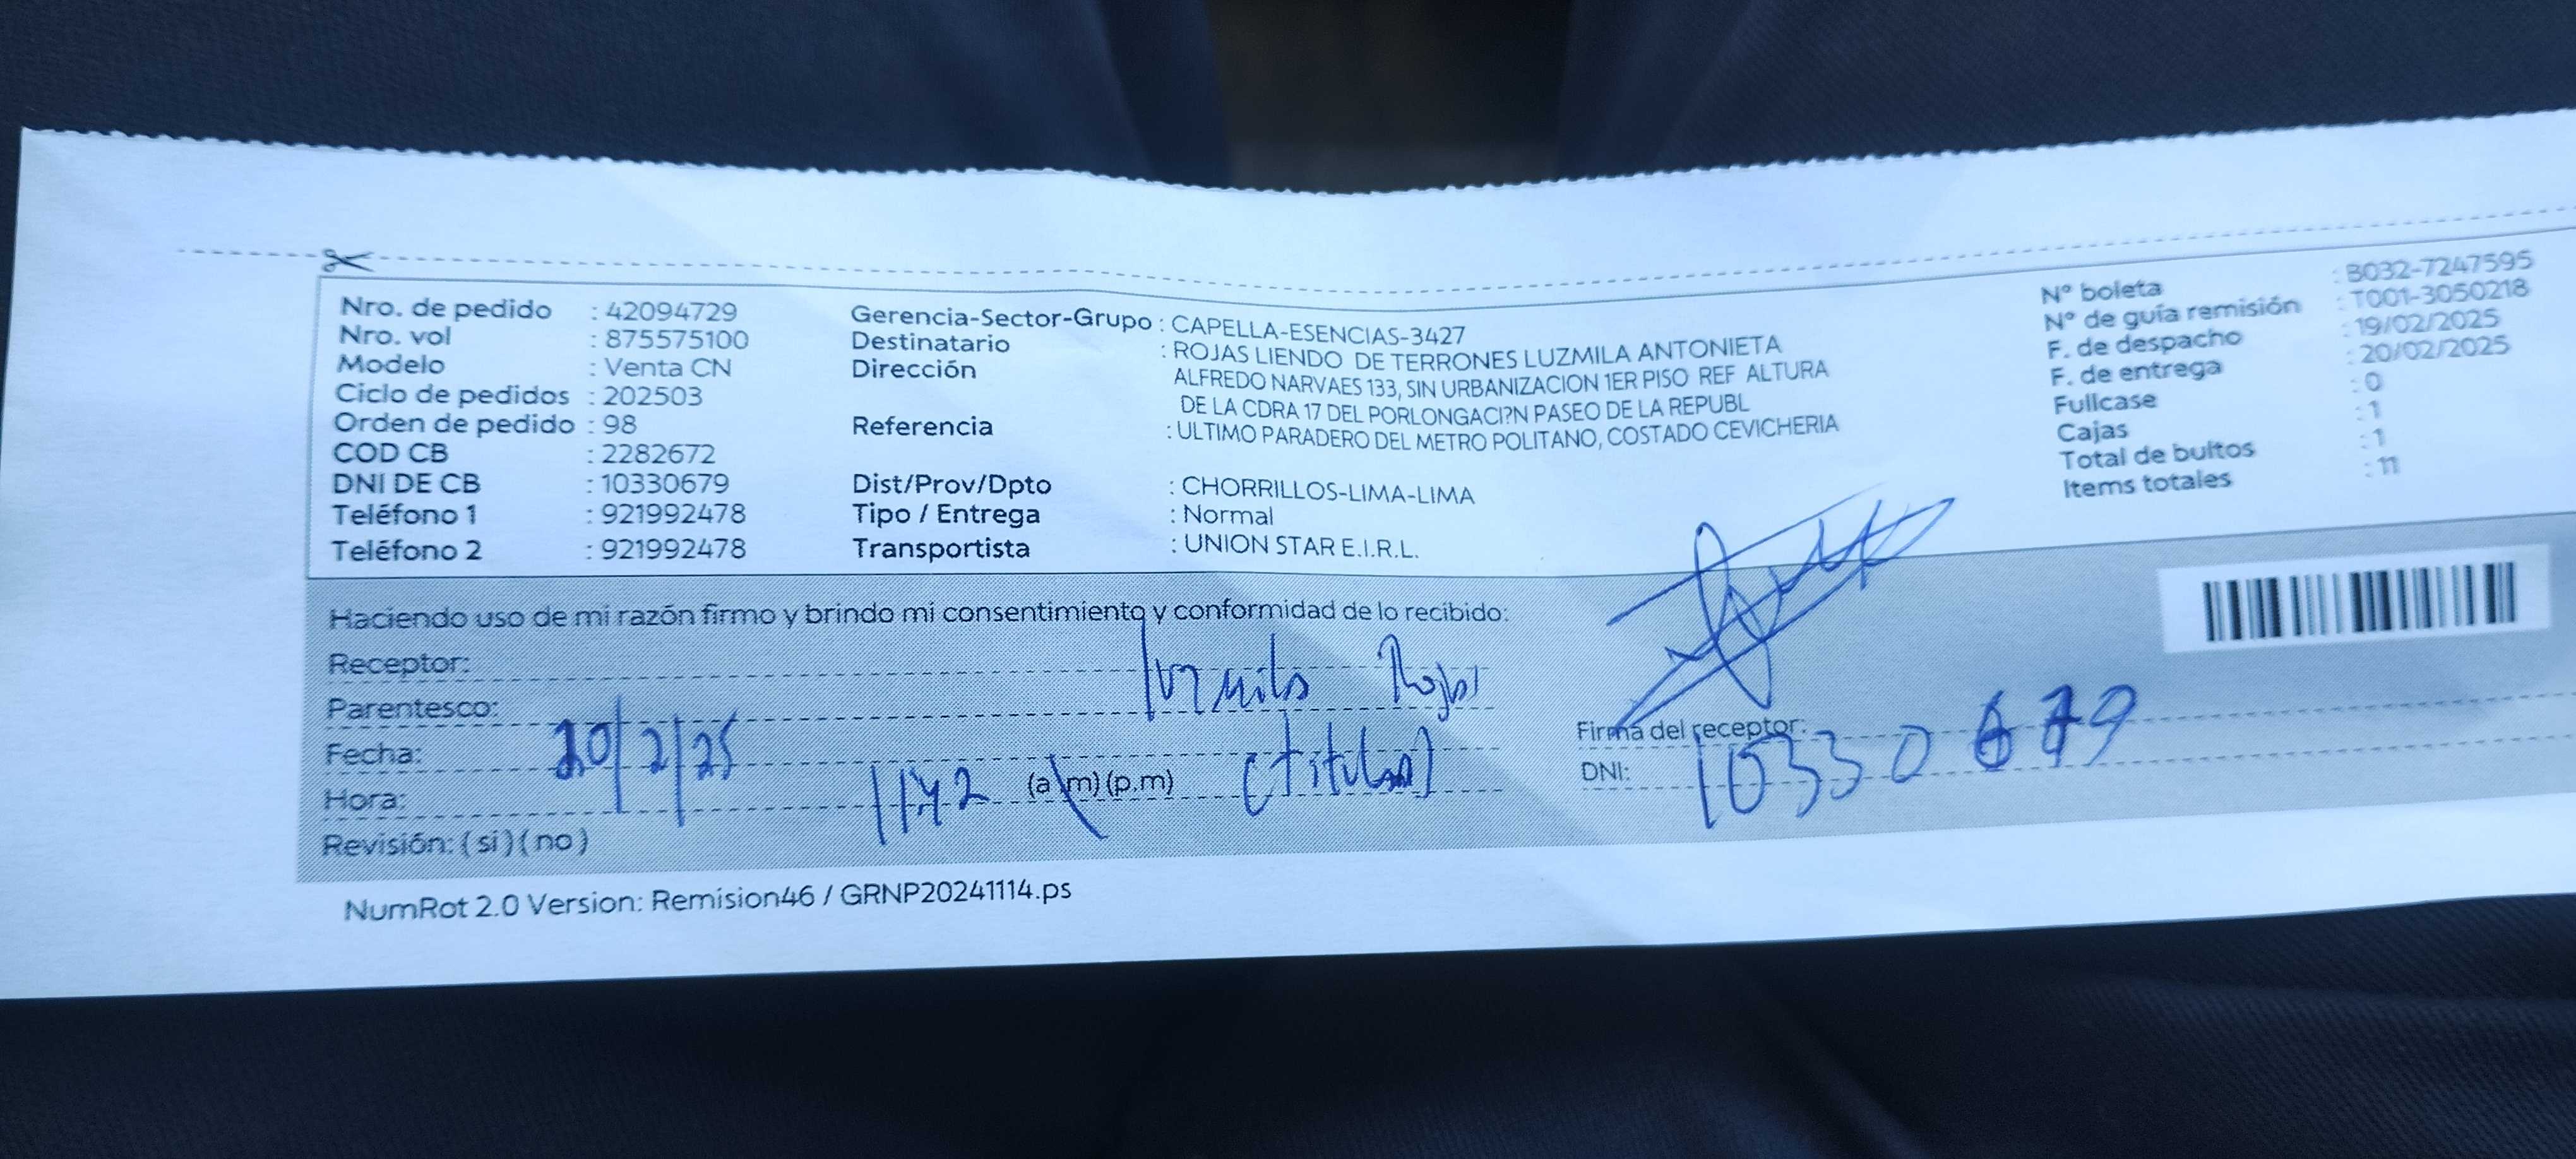 Nro. de pedido : 42094729
Nro. vol : 875575100
Modelo : Venta CN
Ciclo de pedidos : 202503
Orden de pedido : 98
COD CB : 2282672
DNI DE CB : 10330679
Teléfono 1 : 921992478
Teléfono 2 : 921992478
Gerencia-Sector-Grupo : CAPELLA-ESENCIAS-3427
Destinatario : ROJAS LIENDO DE TERRONES LUZMILA ANTONIETA
Dirección ALFREDO NARVAES 133, SIN URBANIZACION 1ER PISO REF ALTURA
DE LA CDRA 17 DEL PORLONGACI?N PASEO DE LA REPUBL
Referencia : ULTIMO PARADERO DEL METRO POLITANO, COSTADO CEVICHERIA
Dist/Prov/Dpto : CHORRILLOS-LIMA-LIMA
Tipo / Entrega : Normal
Transportista : UNION STAR E.I.R.L.
N° boleta : B032-7247595
N° de guía remisión : T001-3050218
F. de despacho : 19/02/2025
F. de entrega : 20/02/2025
Fullcase : 0
Cajas : 1
Total de bultos : 1
Items totales : 11
Haciendo uso de mi razón firmo y brindo mi consentimiento y conformidad de lo recibido:
Receptor: Luzmila Rojas
Parentesco:
Fecha: 20/2/25
Hora: 1142 (a.m)(p.m) (titular)
Revisión: (si)(no)
Firma del receptor:
DNI: 10330679
NumRot 2.0 Version: Remision46 / GRNP20241114.ps